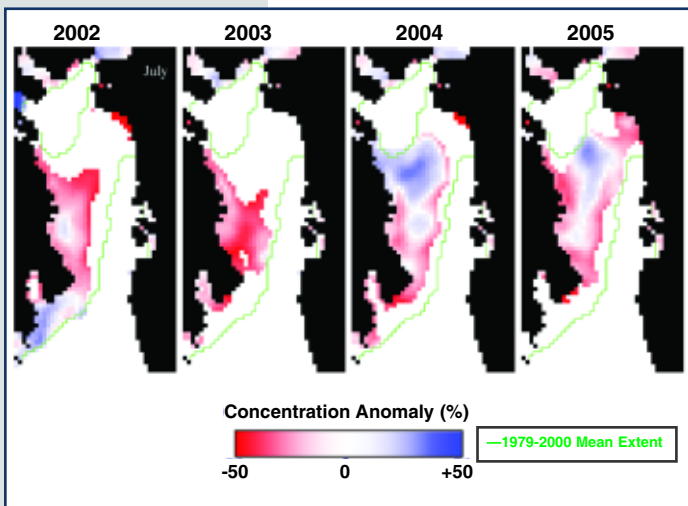 2002 2003 2004 2005
July
Concentration Anomaly (%)
—1979-2000 Mean Extent
-50 0 +50